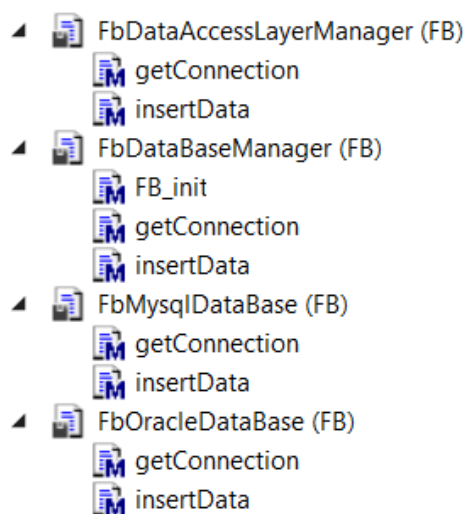 FbDataAccessLayerManager (FB)
getConnection
insertData
FbDataBaseManager (FB)
FB_init
getConnection
insertData
FbMysqlDataBase (FB)
getConnection
insertData
FbOracleDataBase (FB)
getConnection
insertData